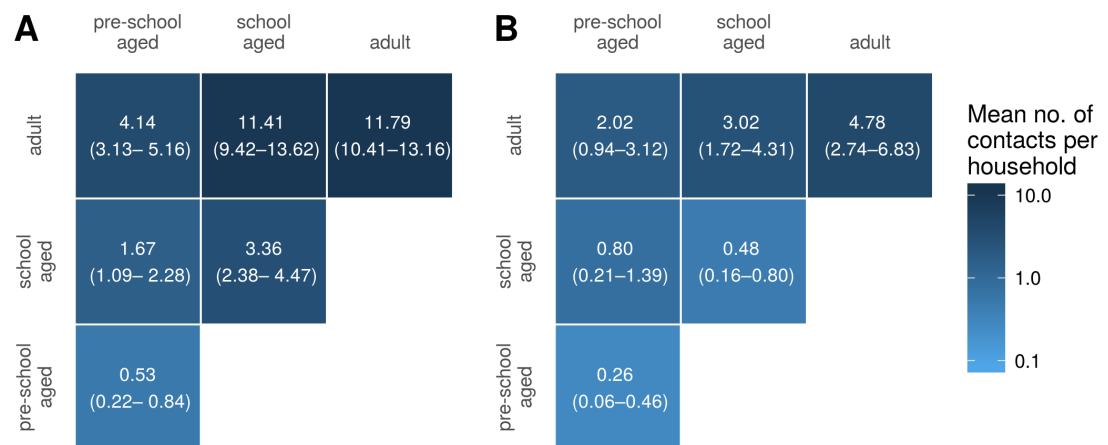 A
pre-school
aged
school
aged
adult
adult
4.14
(3.13– 5.16)
11.41
(9.42–13.62)
11.79
(10.41–13.16)
school
aged
1.67
(1.09– 2.28)
3.36
(2.38– 4.47)
pre-school
aged
0.53
(0.22– 0.84)
B
pre-school
aged
school
aged
adult
adult
2.02
(0.94–3.12)
3.02
(1.72–4.31)
4.78
(2.74–6.83)
school
aged
0.80
(0.21–1.39)
0.48
(0.16–0.80)
pre-school
aged
0.26
(0.06–0.46)
Mean no. of
contacts per
household
10.0
1.0
0.1